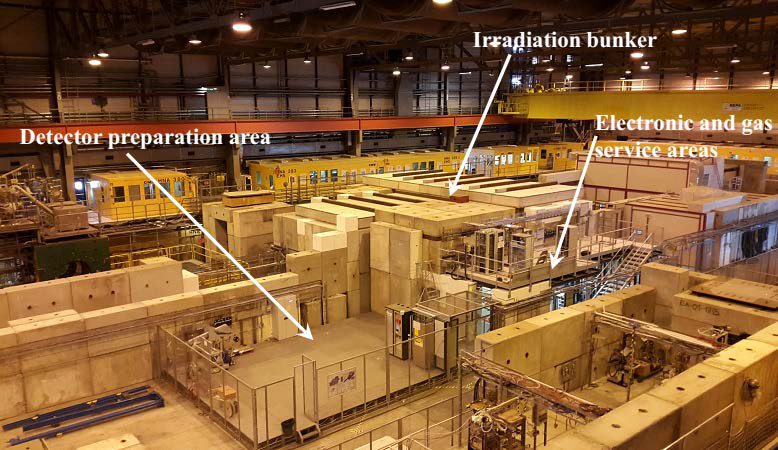 Irradiation bunker
Electronic and gas
service areas
Detector preparation area